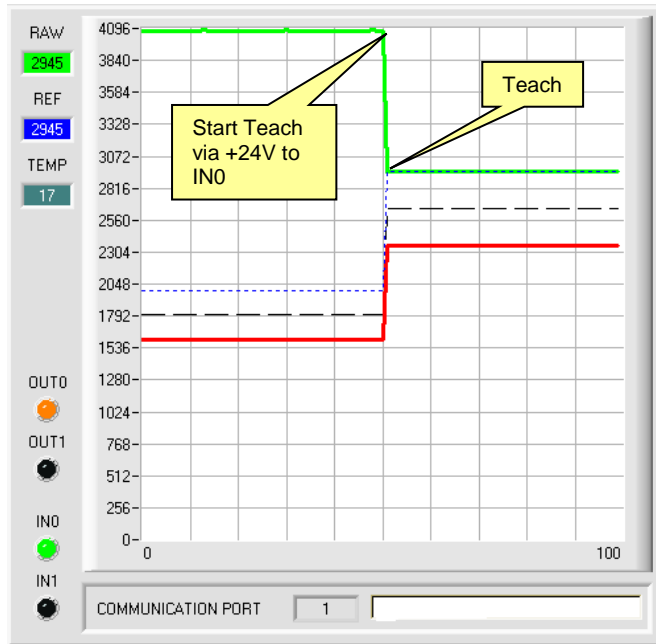 RAW
2945
REF
2945
TEMP
17
OUT0
OUT1
IN0
IN1
4096
3840
3584
3328
3072
2816
2560
2304
2048
1792
1536
1280
1024
768
512
256
0
0
100
Start Teach
via +24V to
IN0
Teach
COMMUNICATION PORT 1